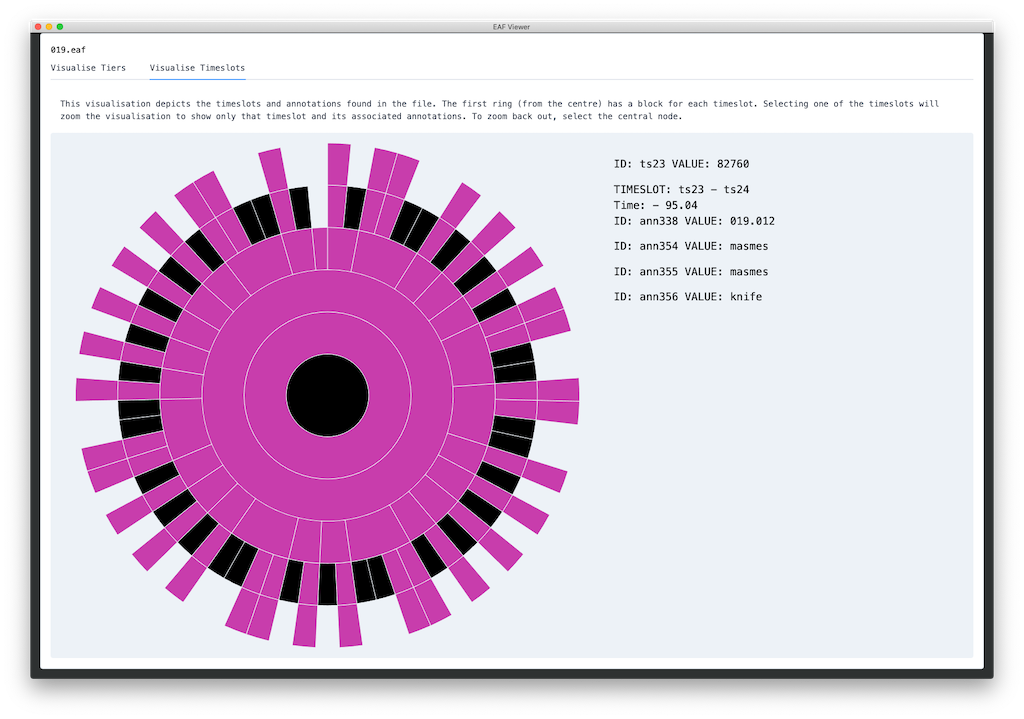 EAF Viewer
019.eaf
Visualise Tiers Visualise Timeslots
This visualisation depicts the timeslots and annotations found in the file. The first ring (from the centre) has a block for each timeslot. Selecting one of the timeslots will
zoom the visualisation to show only that timeslot and its associated annotations. To zoom back out, select the central node.
ID: ts23 VALUE: 82760
TIMESLOT: ts23 - ts24
Time: - 95.04
ID: ann338 VALUE: 019.012
ID: ann354 VALUE: masmes
ID: ann355 VALUE: masmes
ID: ann356 VALUE: knife